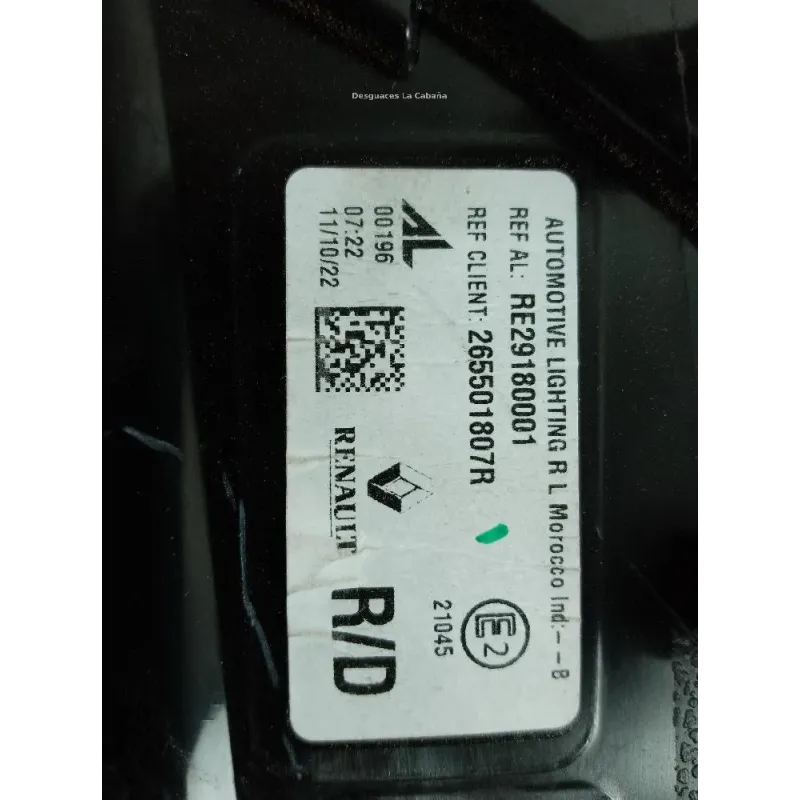 Desguaces La Cabaña
AUTOMOTIVE LIGHTING R L Morocco Ind:- -B
REF AL: RE29180001
REF CLIENT: 265501807R
E2
21045
AL
00196
07:22
11/10/22
RENAULT
R/D